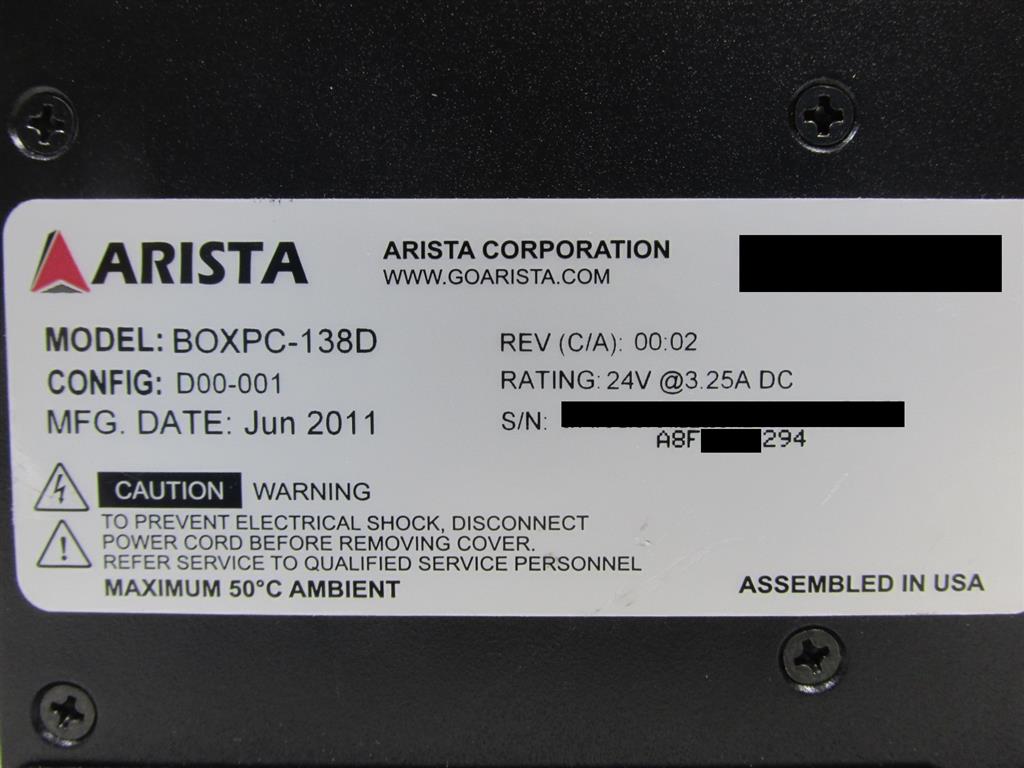 ARISTA
ARISTA CORPORATION
WWW.GOARISTA.COM
MODEL: BOXPC-138D
CONFIG: D00-001
MFG. DATE: Jun 2011
REV (C/A): 00:02
RATING: 24V @3.25A DC
S/N:
A8F 294
CAUTION WARNING
TO PREVENT ELECTRICAL SHOCK, DISCONNECT
POWER CORD BEFORE REMOVING COVER.
REFER SERVICE TO QUALIFIED SERVICE PERSONNEL
MAXIMUM 50°C AMBIENT
ASSEMBLED IN USA